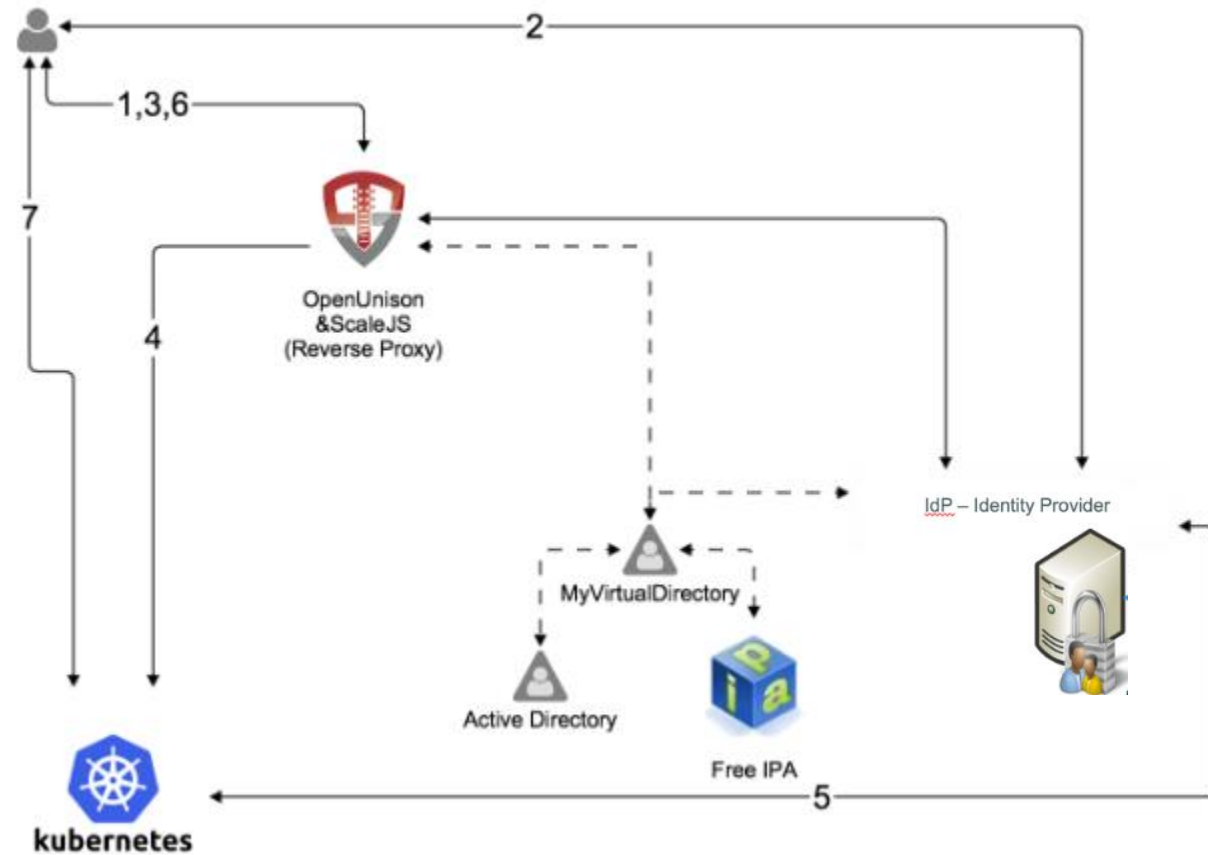 2
1,3,6
7
OpenUnison
&ScaleJS
(Reverse Proxy)
4
IdP – Identity Provider
MyVirtualDirectory
Active Directory
i p a
Free IPA
5
kubernetes